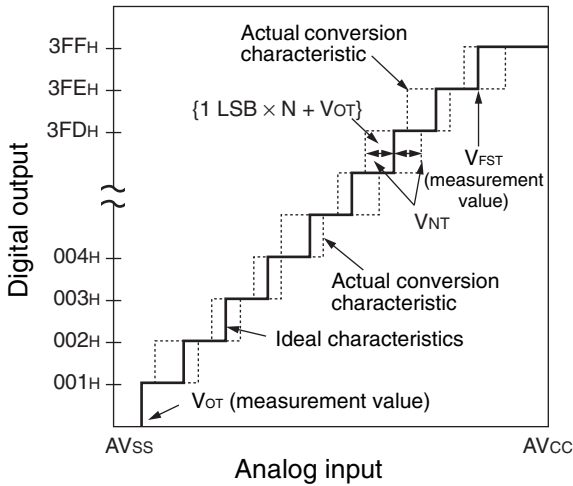 Actual conversion
characteristic
3FFH
3FEH
3FDH
{1 LSB × N + VOT}
VFST
(measurement
value)
VNT
Digital output
004H
003H
002H
001H
Actual conversion
characteristic
Ideal characteristics
VOT (measurement value)
AVSS
AVCC
Analog input